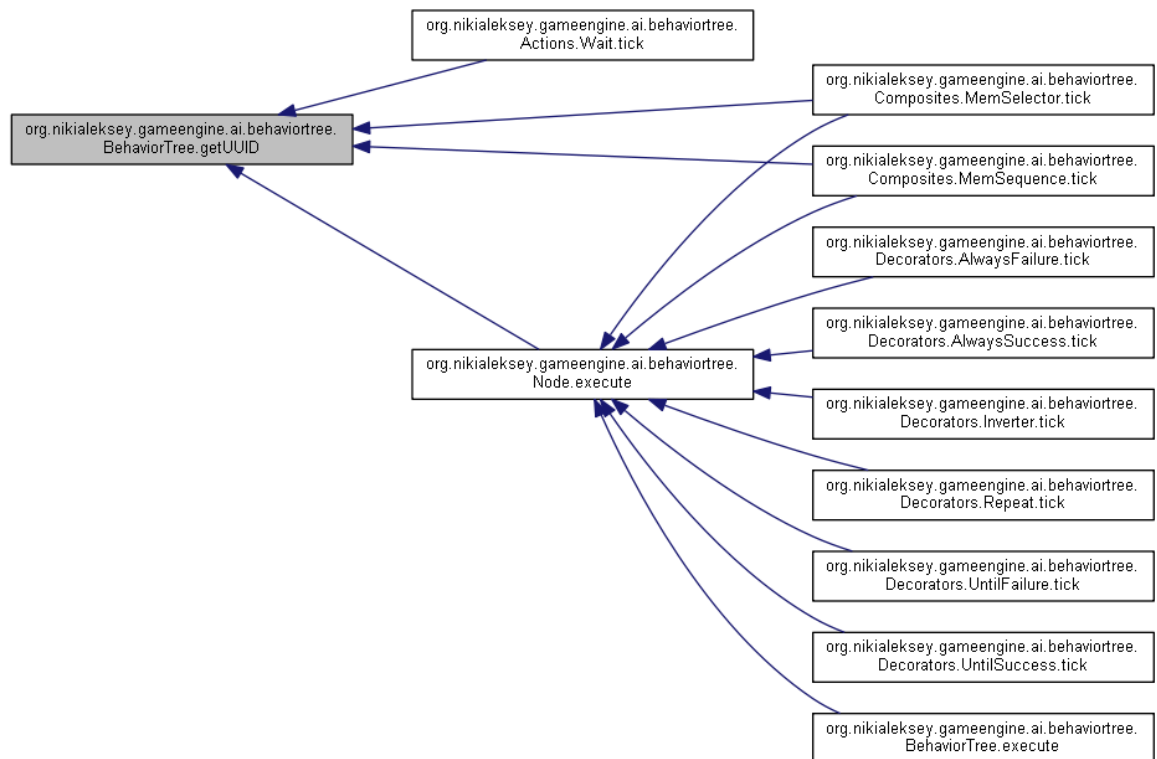 org.nikialeksey.gameengine.ai.behaviortree.
Actions.Wait.tick
org.nikialeksey.gameengine.ai.behaviortree.
Composites.MemSelector.tick
org.nikialeksey.gameengine.ai.behaviortree.
BehaviorTree.getUUID
org.nikialeksey.gameengine.ai.behaviortree.
Composites.MemSequence.tick
org.nikialeksey.gameengine.ai.behaviortree.
Decorators.AlwaysFailure.tick
org.nikialeksey.gameengine.ai.behaviortree.
Decorators.AlwaysSuccess.tick
org.nikialeksey.gameengine.ai.behaviortree.
Node.execute
org.nikialeksey.gameengine.ai.behaviortree.
Decorators.Inverter.tick
org.nikialeksey.gameengine.ai.behaviortree.
Decorators.Repeat.tick
org.nikialeksey.gameengine.ai.behaviortree.
Decorators.UntilFailure.tick
org.nikialeksey.gameengine.ai.behaviortree.
Decorators.UntilSuccess.tick
org.nikialeksey.gameengine.ai.behaviortree.
BehaviorTree.execute